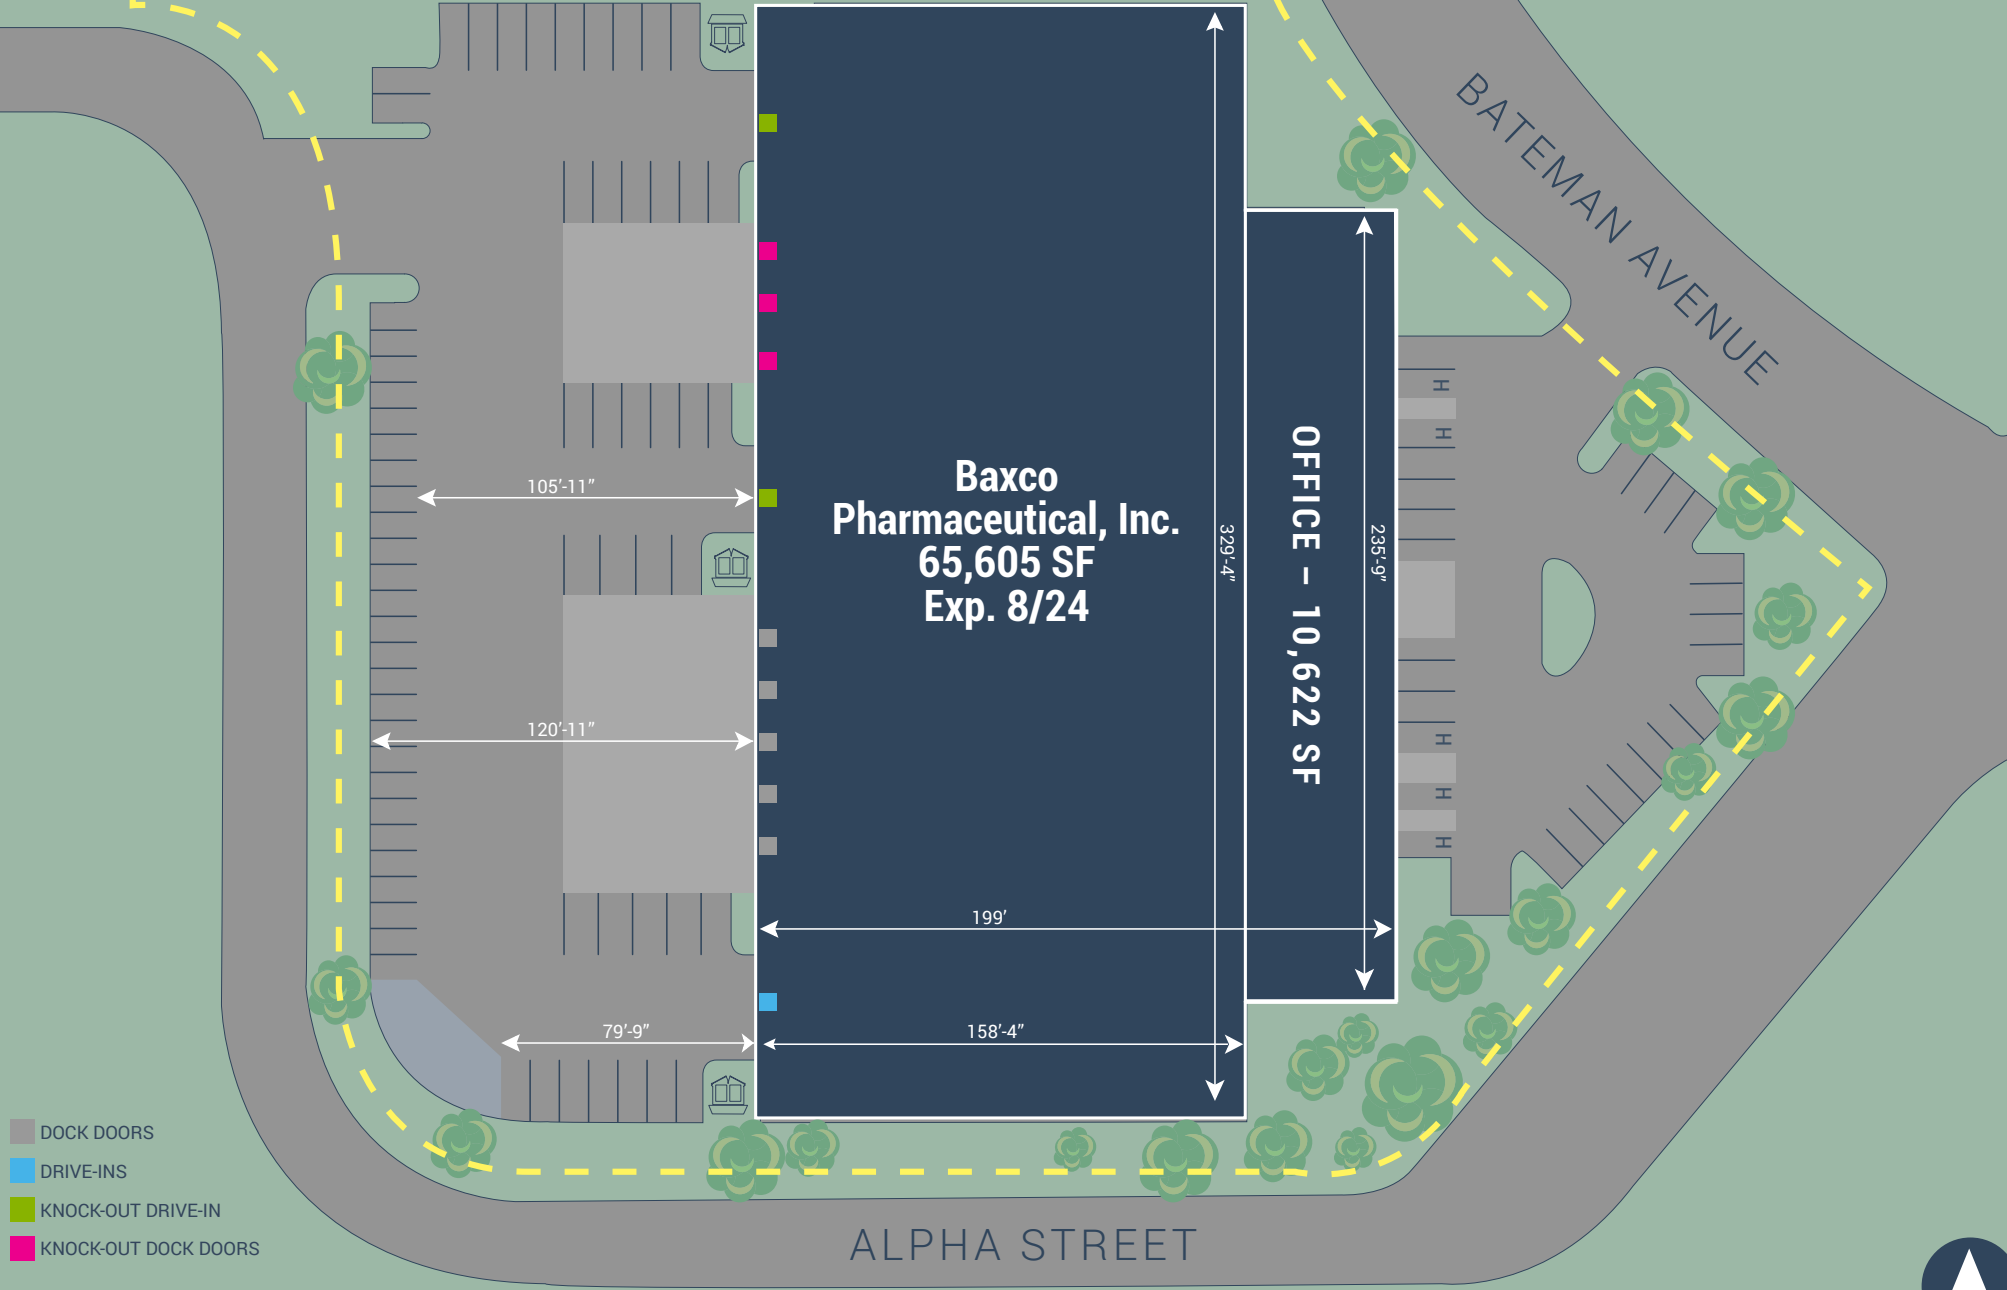 BATEMAN AVENUE
H
H
105'-11"
Baxco
Pharmaceutical, Inc.
65,605 SF
Exp. 8/24
329'-4"
OFFICE – 10,622 SF
235'-9"
120'-11"
H
H
H
199'
79'-9"
158'-4"
DOCK DOORS
DRIVE-INS
KNOCK-OUT DRIVE-IN
KNOCK-OUT DOCK DOORS
ALPHA STREET